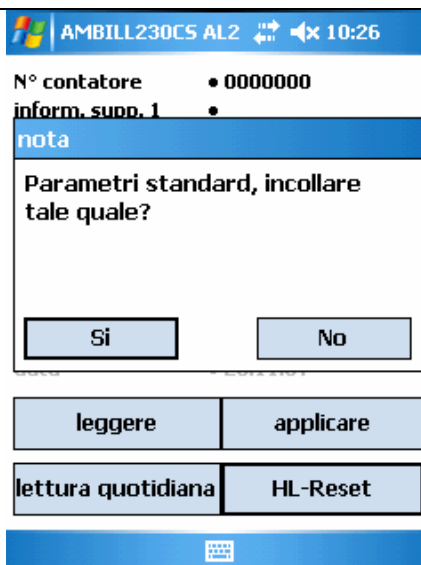 AMBILL230CS AL2 10:26
N° contatore • 0000000
inform. supp. 1 •
nota
Parametri standard, incollare
tale quale?
Si No
leggere applicare
lettura quotidiana HL-Reset